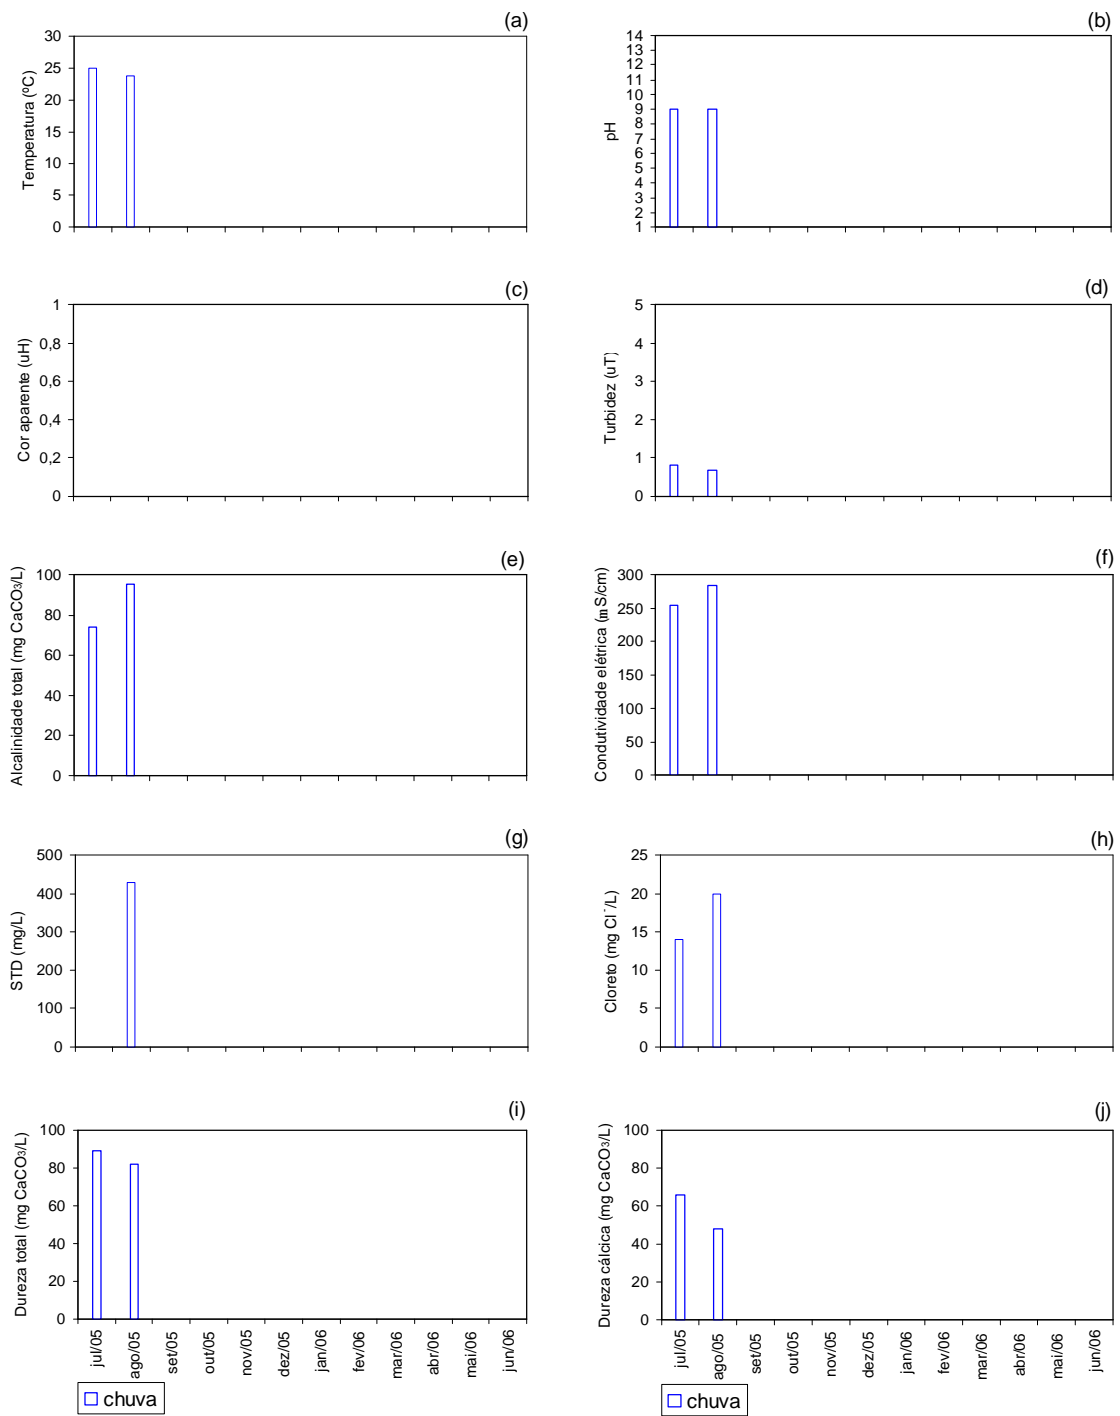 (a)
Temperatura (ºC)
30
25
20
15
10
5
0
(b)
pH
14
13
12
11
10
9
8
7
6
5
4
3
2
1
(c)
Cor aparente (uH)
1
0,8
0,6
0,4
0,2
0
(d)
Turbidez (uT)
5
4
3
2
1
0
(e)
Alcalinidade total (mg CaCO3/L)
100
80
60
40
20
0
(f)
Condutividade elétrica (mS/cm)
300
250
200
150
100
50
0
(g)
STD (mg/L)
500
400
300
200
100
0
(h)
Cloreto (mg Cl⁻/L)
25
20
15
10
5
0
(i)
Dureza total (mg CaCO3/L)
100
80
60
40
20
0
jul/05
ago/05
set/05
out/05
nov/05
dez/05
jan/06
fev/06
mar/06
abr/06
mai/06
jun/06
chuva
(j)
Dureza cálcica (mg CaCO3/L)
100
80
60
40
20
0
jul/05
ago/05
set/05
out/05
nov/05
dez/05
jan/06
fev/06
mar/06
abr/06
mai/06
jun/06
chuva